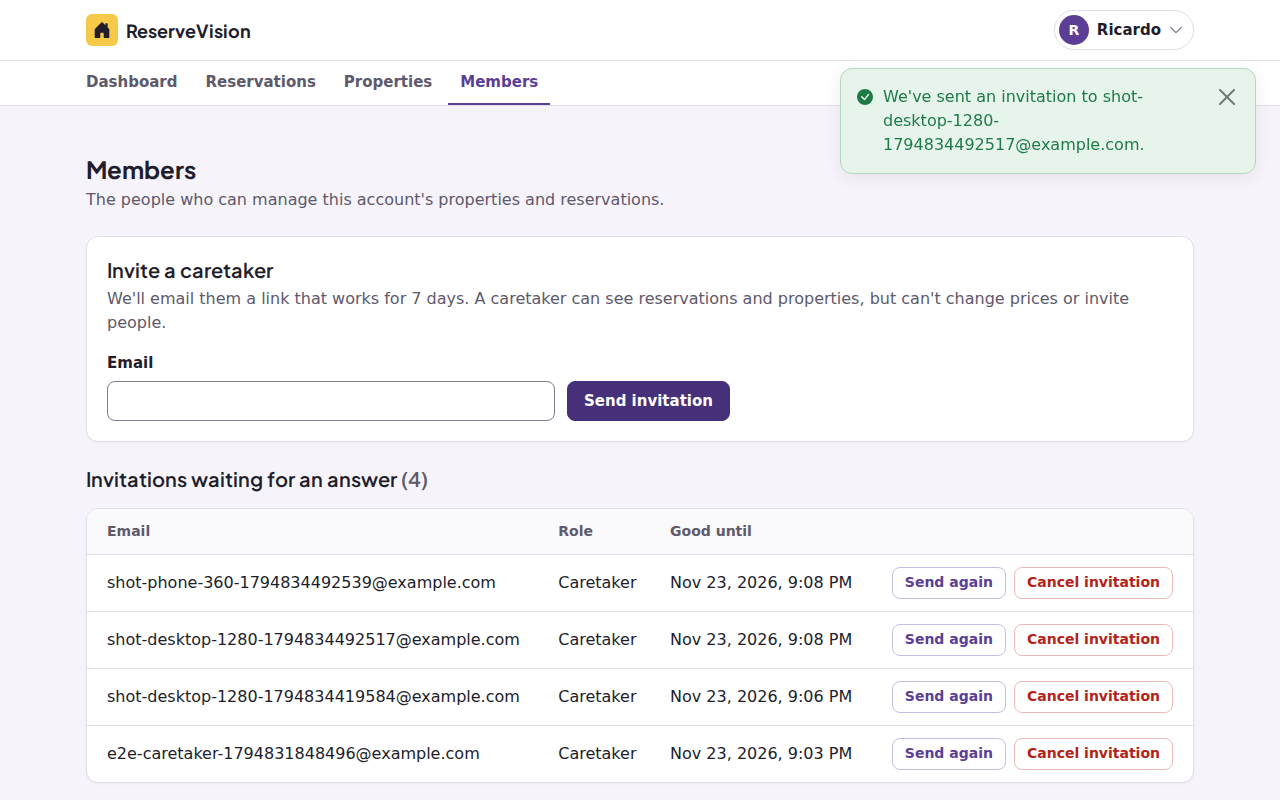 ReserveVision
R Ricardo
Dashboard Reservations Properties Members
We've sent an invitation to shot-
desktop-1280-
1794834492517@example.com.
Members
The people who can manage this account's properties and reservations.
Invite a caretaker
We'll email them a link that works for 7 days. A caretaker can see reservations and properties, but can't change prices or invite
people.
Email
Send invitation
Invitations waiting for an answer (4)
Email Role Good until
shot-phone-360-1794834492539@example.com Caretaker Nov 23, 2026, 9:08 PM Send again Cancel invitation
shot-desktop-1280-1794834492517@example.com Caretaker Nov 23, 2026, 9:08 PM Send again Cancel invitation
shot-desktop-1280-1794834419584@example.com Caretaker Nov 23, 2026, 9:06 PM Send again Cancel invitation
e2e-caretaker-1794831848496@example.com Caretaker Nov 23, 2026, 9:03 PM Send again Cancel invitation